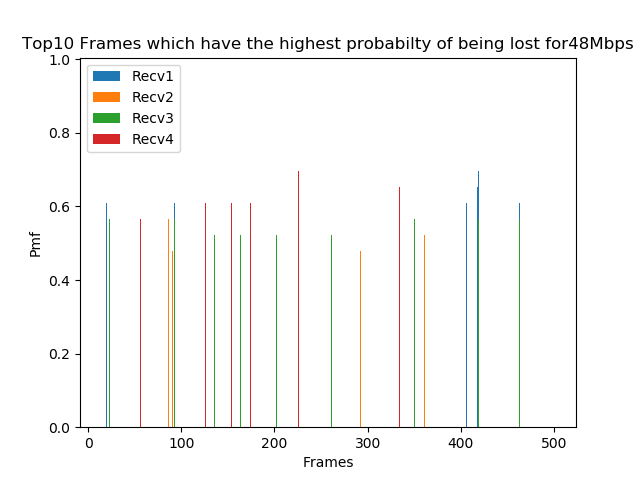 Top10 Frames which have the highest probabilty of being lost for48Mbps
1.0
0.8
0.6
0.4
0.2
0.0
Pmf
Recv1
Recv2
Recv3
Recv4
0 100 200 300 400 500
Frames